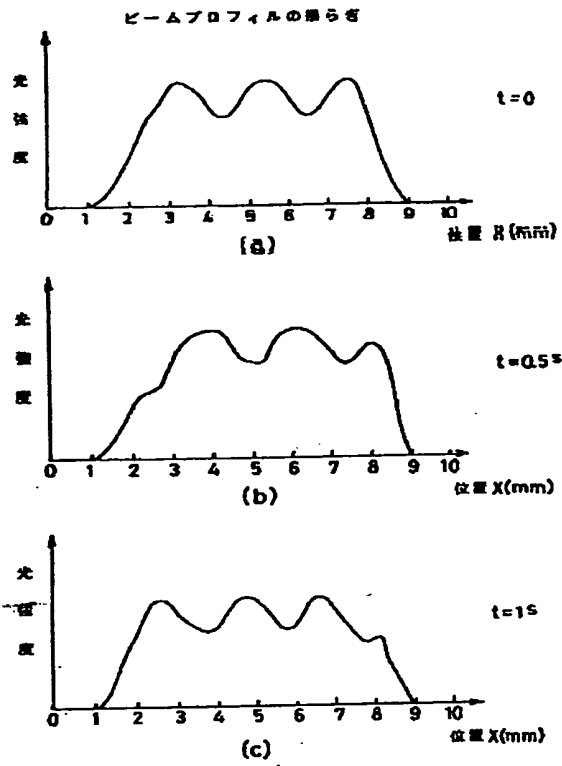 ビームプロフィルの揺らぎ
光強度
t=0
0 1 2 3 4 5 6 7 8 9 10
位置 X(mm)
(a)
光強度
t=0.5s
0 1 2 3 4 5 6 7 8 9 10
位置 X(mm)
(b)
光強度
t=1s
0 1 2 3 4 5 6 7 8 9 10
位置 X(mm)
(c)